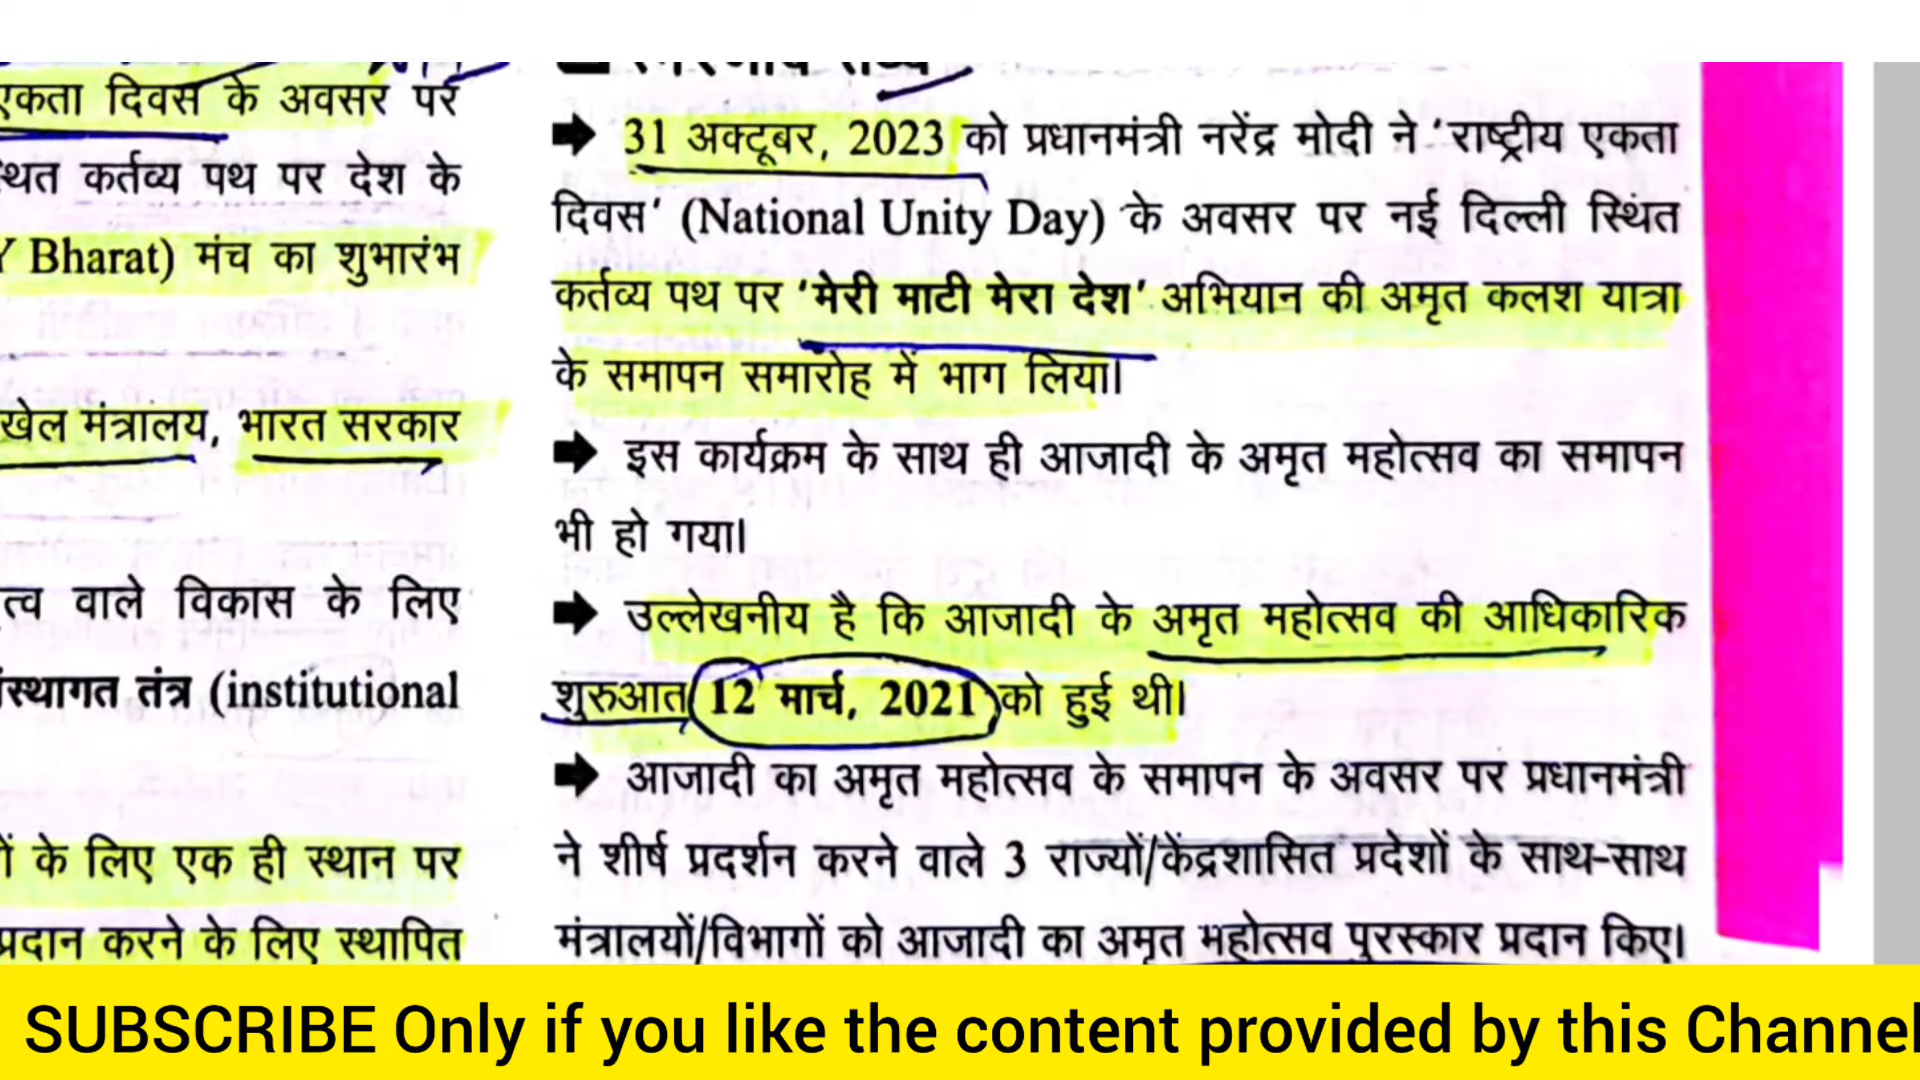 एकता दिवस के अवसर पर
स्थित कर्तव्य पथ पर देश के
Y Bharat) मंच का शुभारंभ
खेल मंत्रालय, भारत सरकार
त्व वाले विकास के लिए
संस्थागत तंत्र (institutional
के लिए एक ही स्थान पर
प्रदान करने के लिए स्थापित
➡ 31 अक्टूबर, 2023 को प्रधानमंत्री नरेंद्र मोदी ने ‘राष्ट्रीय एकता
दिवस’ (National Unity Day) के अवसर पर नई दिल्ली स्थित
कर्तव्य पथ पर ‘मेरी माटी मेरा देश’ अभियान की अमृत कलश यात्रा
के समापन समारोह में भाग लिया।
➡ इस कार्यक्रम के साथ ही आजादी के अमृत महोत्सव का समापन
भी हो गया।
➡ उल्लेखनीय है कि आजादी के अमृत महोत्सव की आधिकारिक
शुरुआत 12 मार्च, 2021 को हुई थी।
➡ आजादी का अमृत महोत्सव के समापन के अवसर पर प्रधानमंत्री
ने शीर्ष प्रदर्शन करने वाले 3 राज्यों/केंद्रशासित प्रदेशों के साथ-साथ
मंत्रालयों/विभागों को आजादी का अमृत महोत्सव पुरस्कार प्रदान किए।
SUBSCRIBE Only if you like the content provided by this Channel